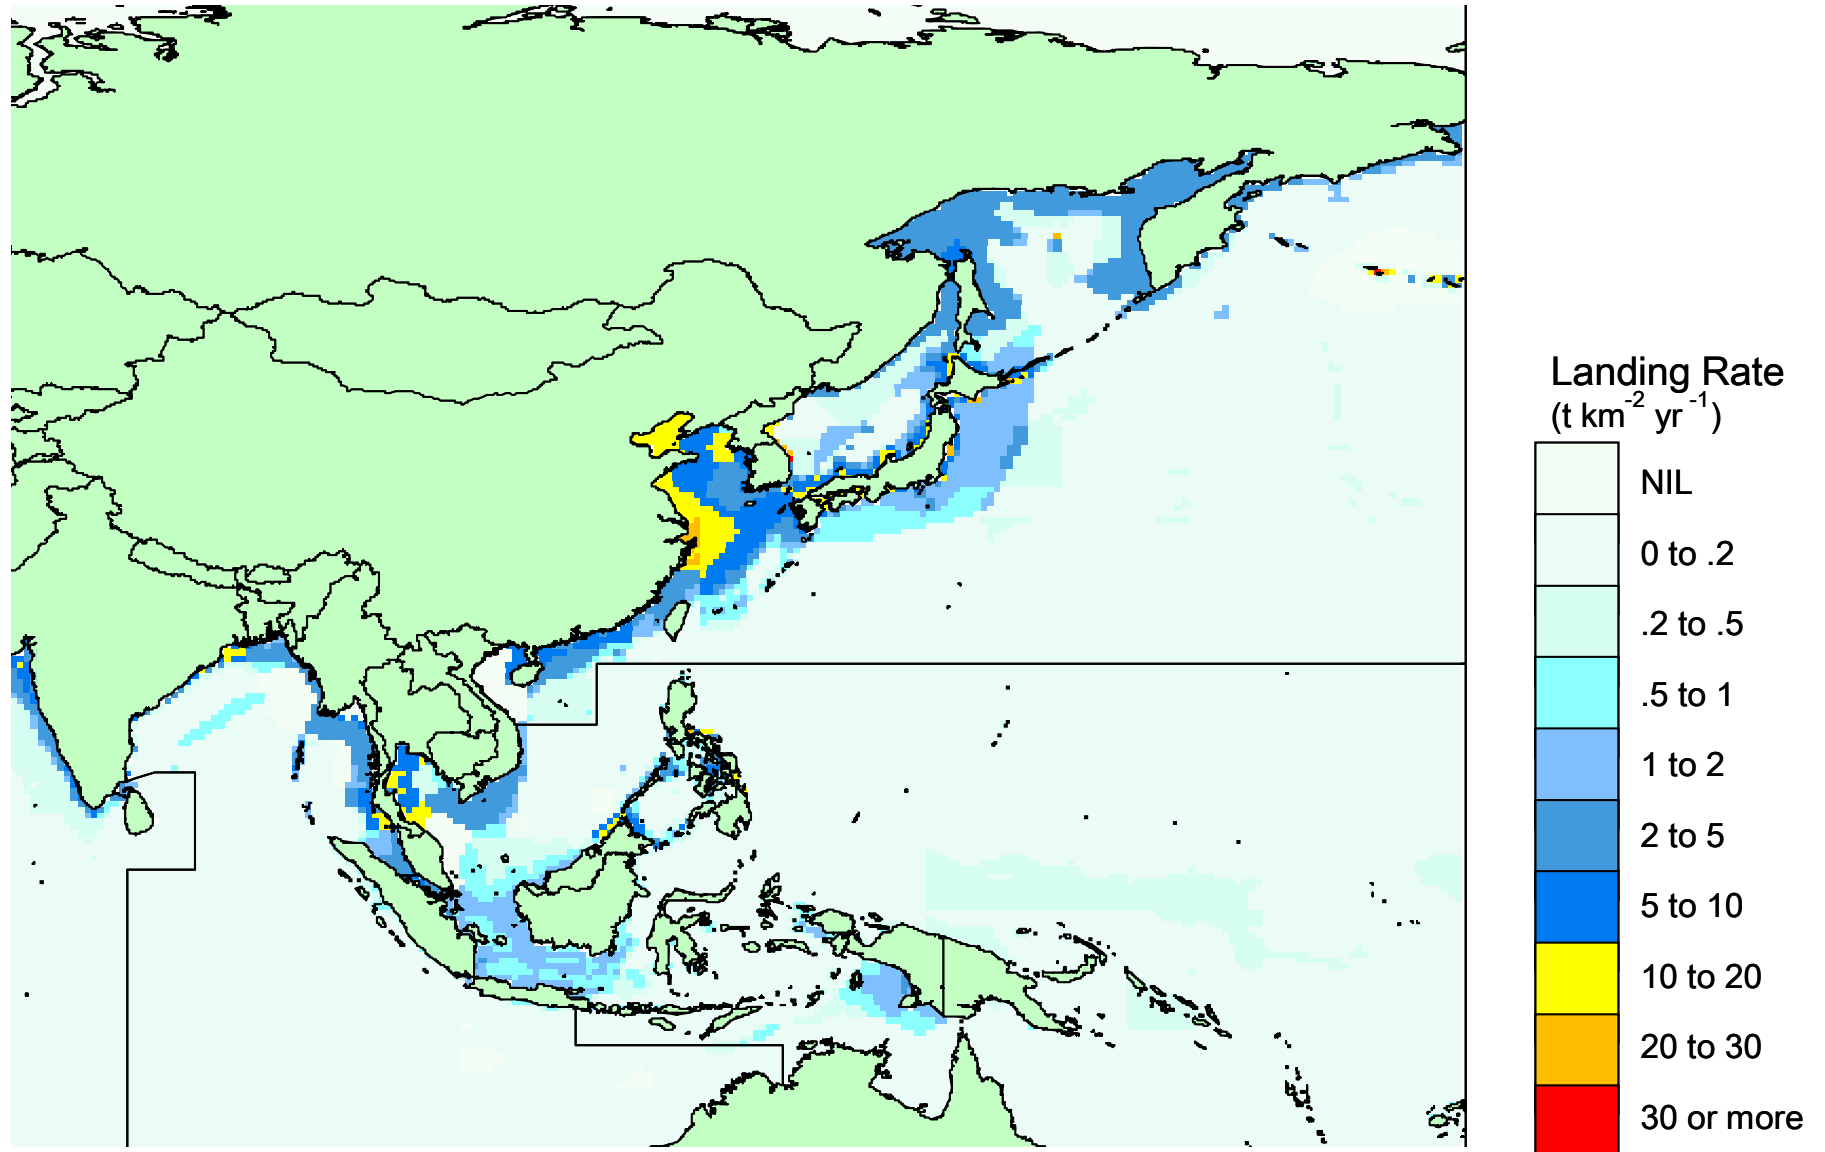 Landing Rate
(t km-2 yr-1)
NIL
0 to .2
.2 to .5
.5 to 1
1 to 2
2 to 5
5 to 10
10 to 20
20 to 30
30 or more